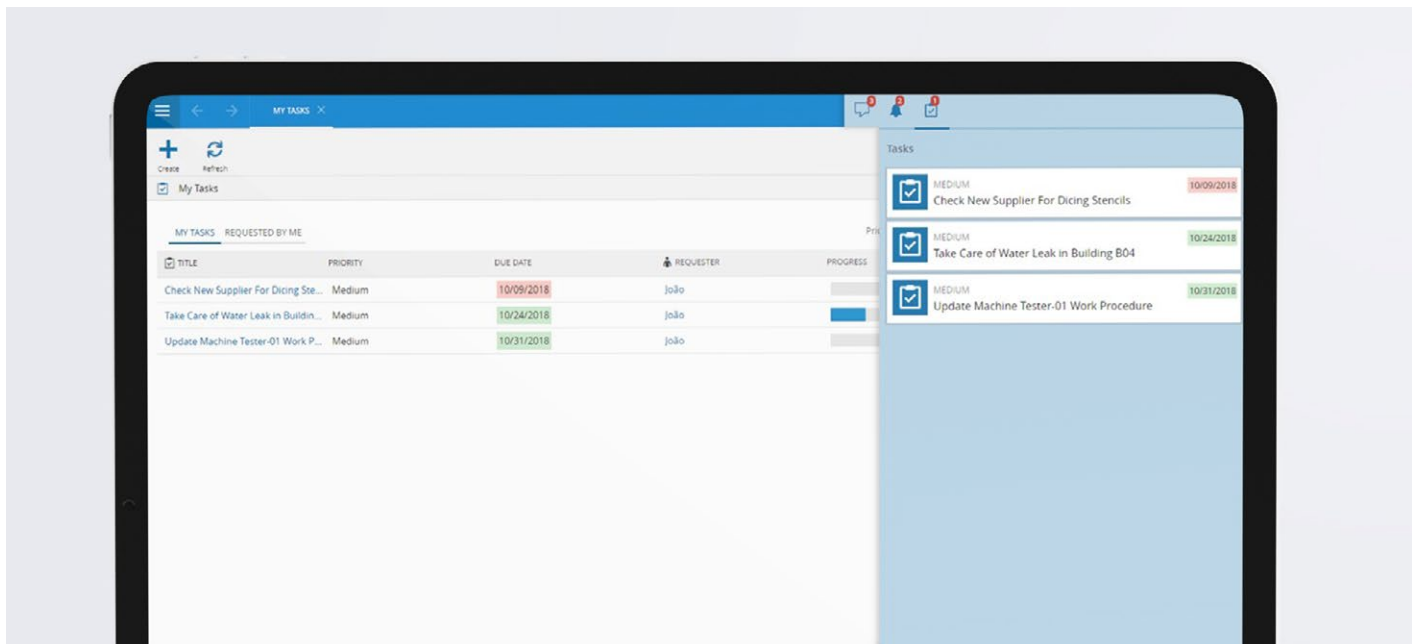 MY TASKS
3
2
1
Create
Refresh
My Tasks
MY TASKS REQUESTED BY ME
Pri
TITLE PRIORITY DUE DATE REQUESTER PROGRESS
Check New Supplier For Dicing Ste... Medium 10/09/2018 João
Take Care of Water Leak in Buildin... Medium 10/24/2018 João
Update Machine Tester-01 Work P... Medium 10/31/2018 João
Tasks
MEDIUM 10/09/2018
Check New Supplier For Dicing Stencils
MEDIUM 10/24/2018
Take Care of Water Leak in Building B04
MEDIUM 10/31/2018
Update Machine Tester-01 Work Procedure